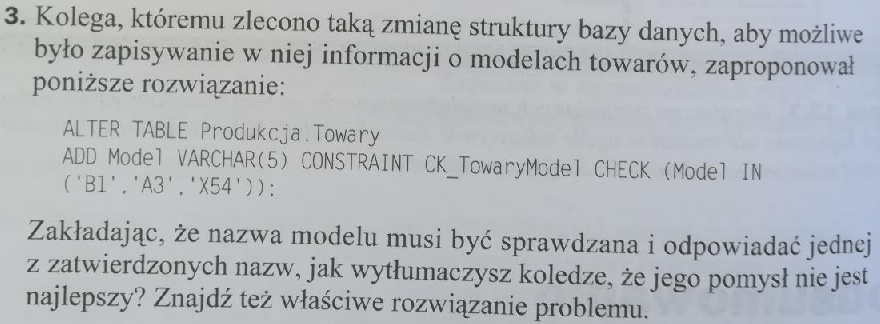 3. Kolega, któremu zlecono taką zmianę struktury bazy danych, aby możliwe
było zapisywanie w niej informacji o modelach towarów, zaproponował
poniższe rozwiązanie:
ALTER TABLE Produkcja.Towary
ADD Model VARCHAR(5) CONSTRAINT CK_TowaryModel CHECK (Model IN
('B1','A3','X54'));
Zakładając, że nazwa modelu musi być sprawdzana i odpowiadać jednej
z zatwierdzonych nazw, jak wytłumaczysz koledze, że jego pomysł nie jest
najlepszy? Znajdź też właściwe rozwiązanie problemu.